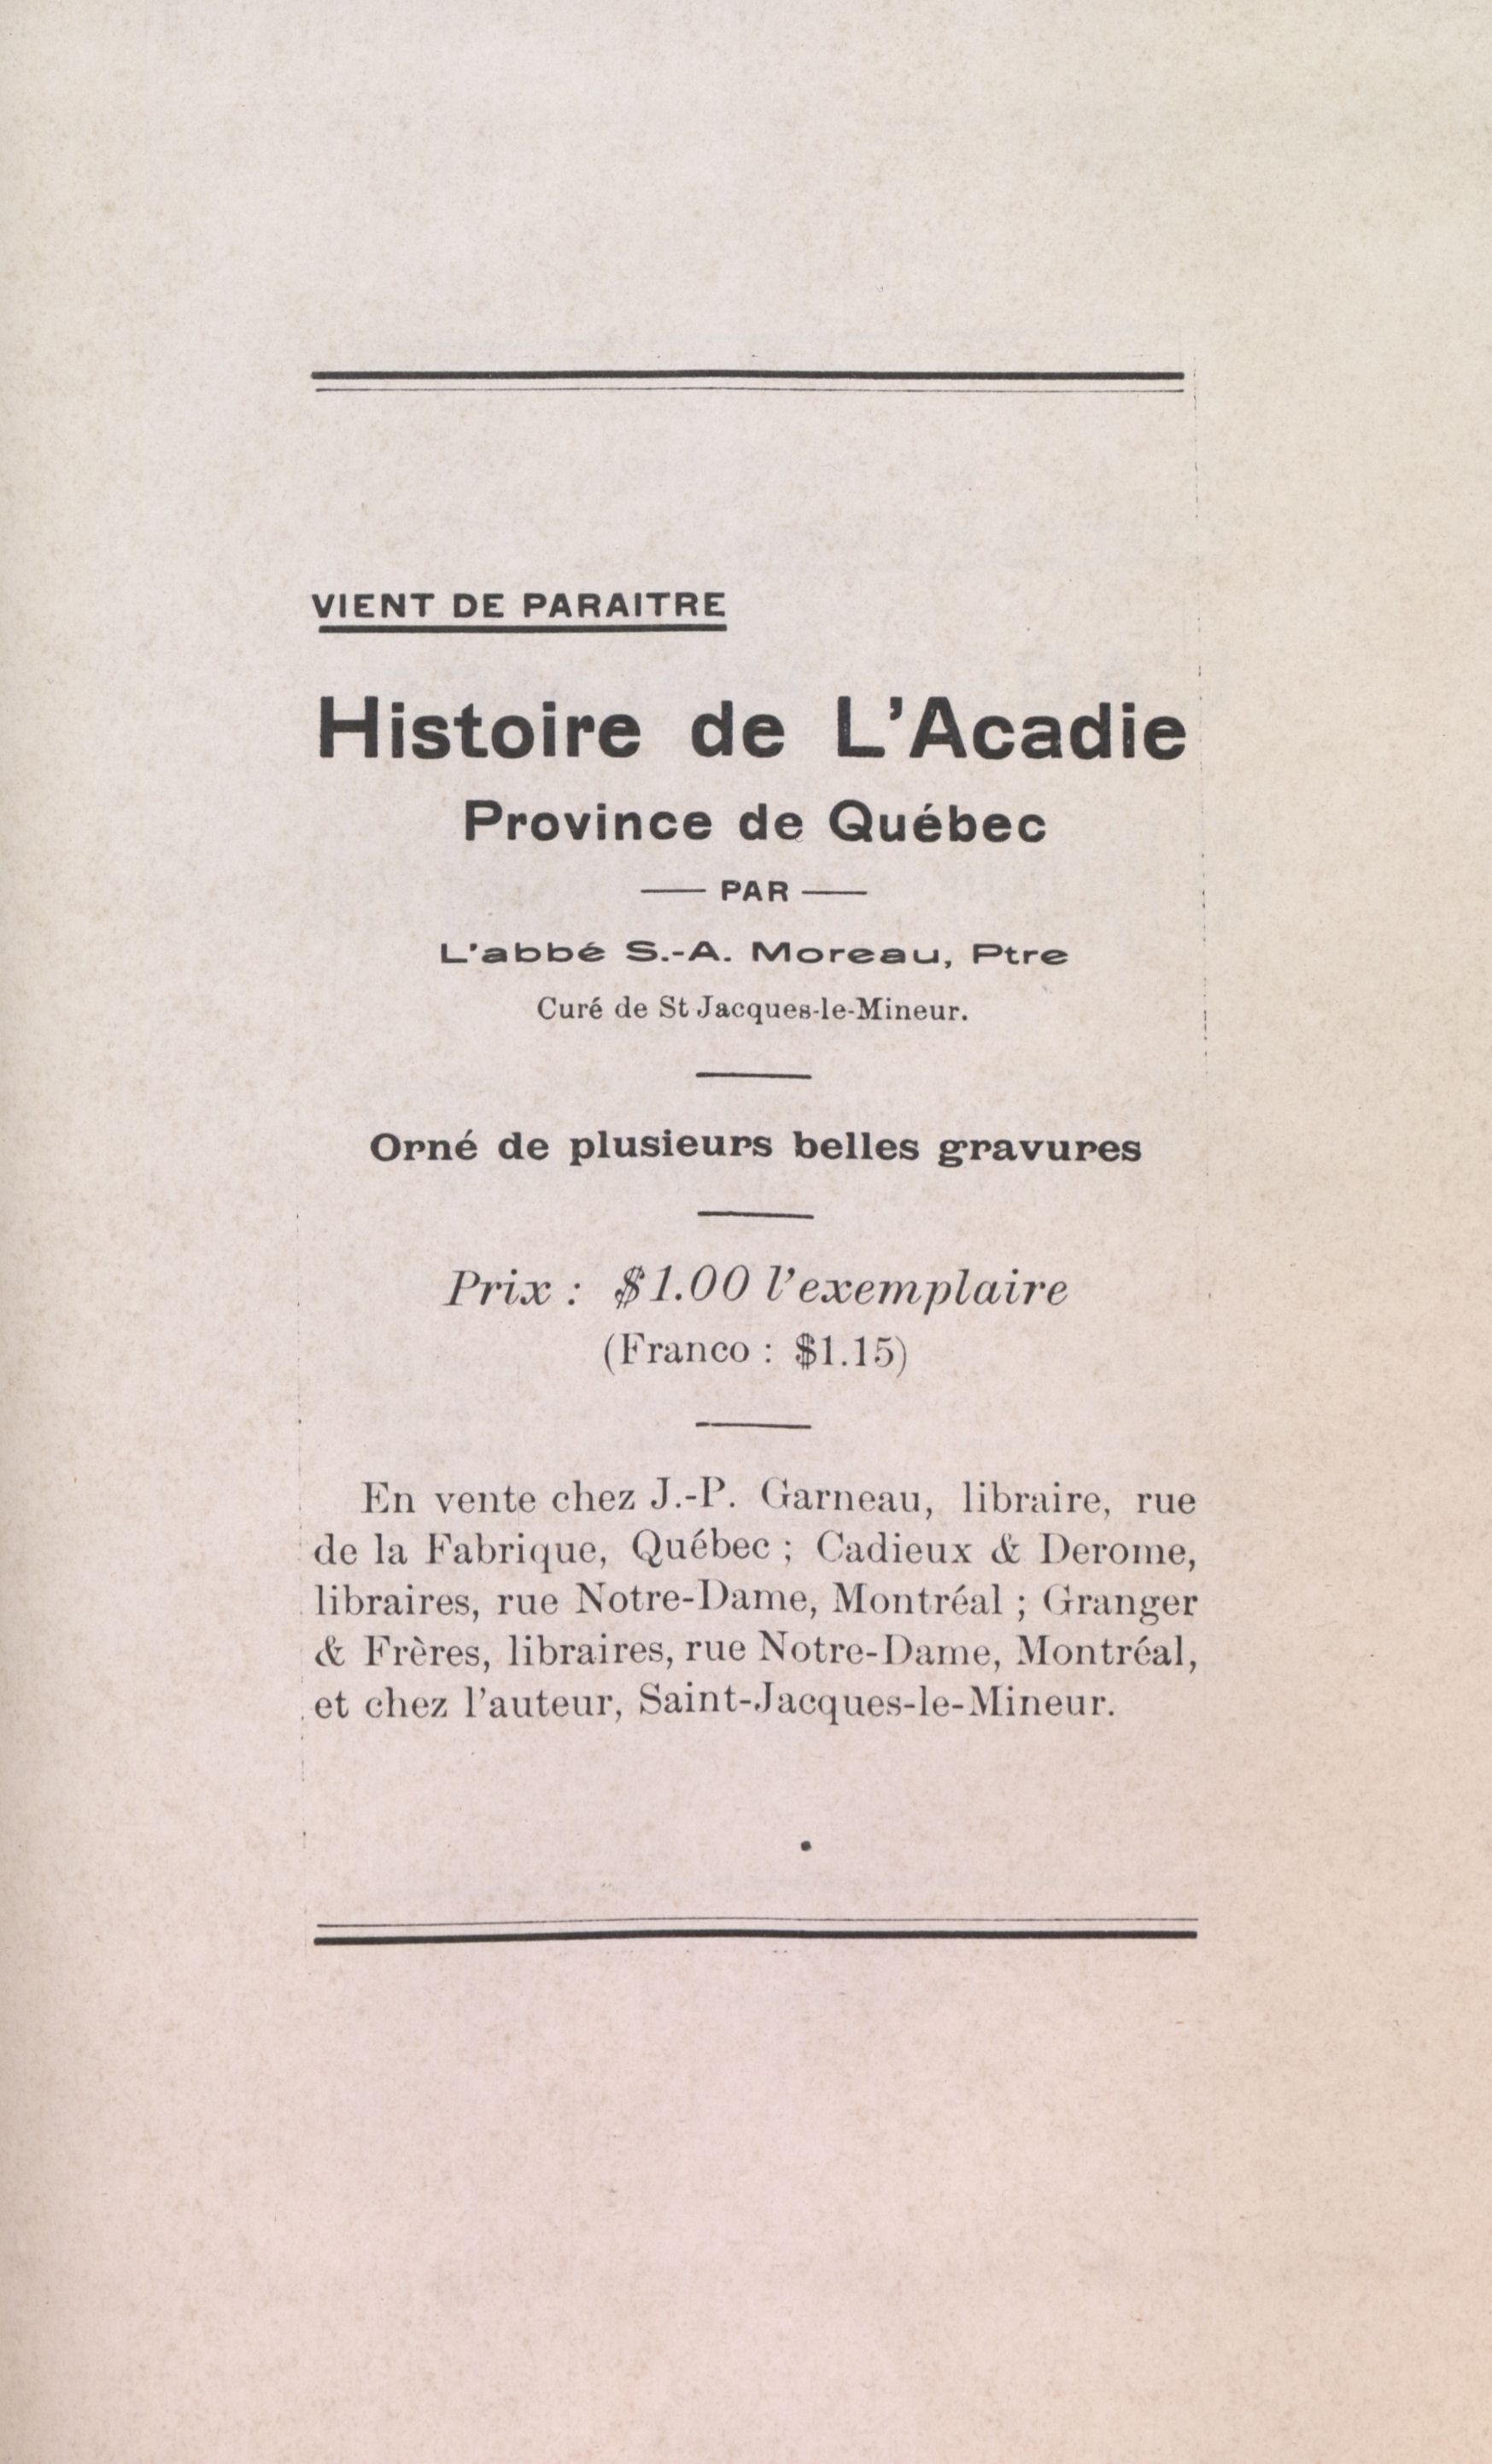 VIENT DE PARAITRE
Histoire de L'Acadie
Province de Québec
— PAR —
L'abbé S.-A. Moreau, Ptre
Curé de St Jacques-le-Mineur.
Orné de plusieurs belles gravures
Prix : $1.00 l'exemplaire
(Franco : $1.15)
En vente chez J.-P. Garneau, libraire, rue
de la Fabrique, Québec ; Cadieux & Derome,
libraires, rue Notre-Dame, Montréal ; Granger
& Frères, libraires, rue Notre-Dame, Montréal,
et chez l'auteur, Saint-Jacques-le-Mineur.